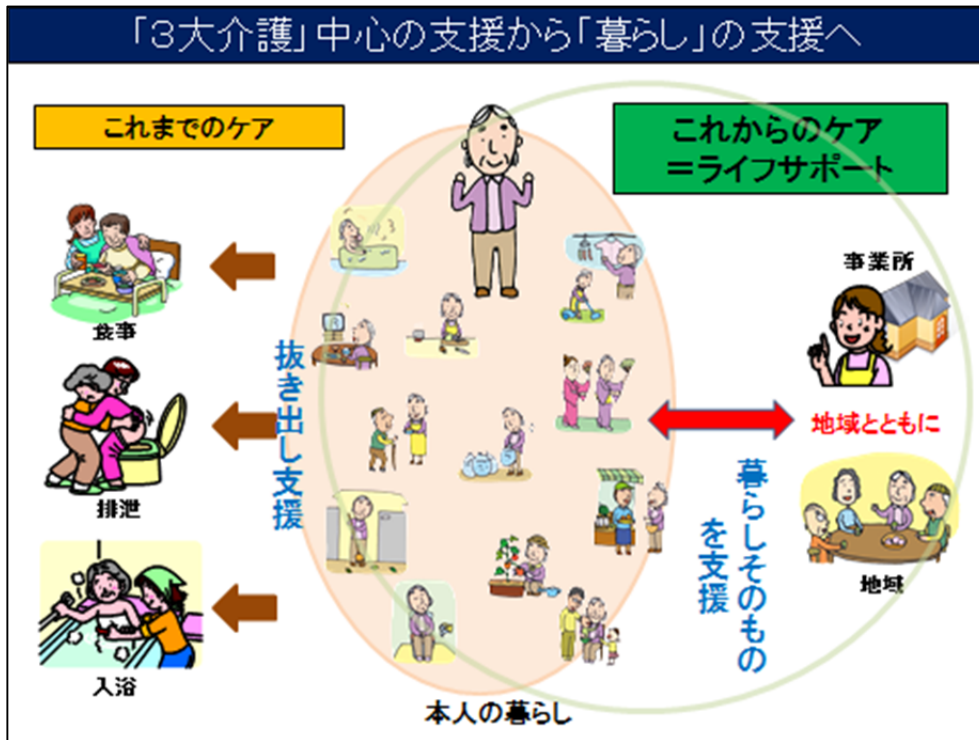 「３大介護」中心の支援から「暮らし」の支援へ
これまでのケア
食事
排泄
入浴
抜き出し支援
本人の暮らし
これからのケア
＝ライフサポート
事業所
地域とともに
地域
暮らしそのもの
を支援